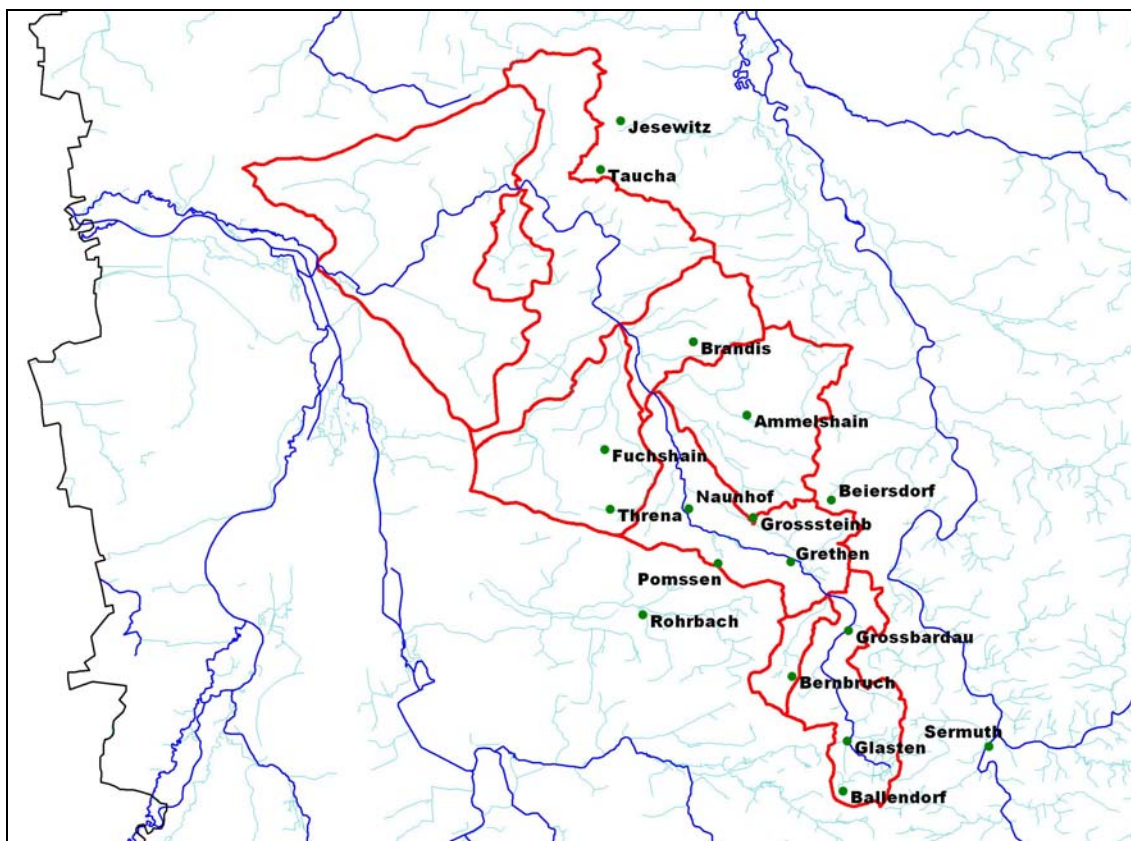 Jesewitz
Taucha
Brandis
Ammelshain
Fuchshain
Naunhof
Beiersdorf
Threna
Grosssteinb
Grethen
Pomssen
Rohrbach
Grossbardau
Bernbruch
Sermuth
Glasten
Ballendorf